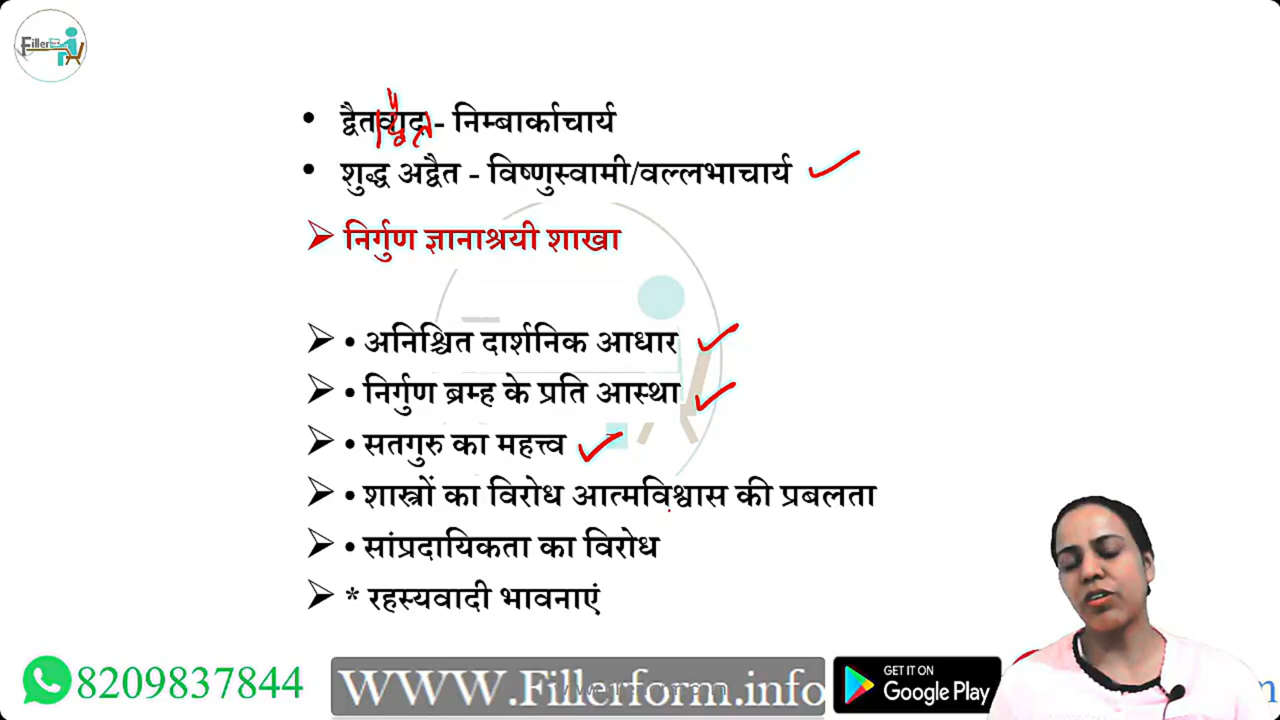 Filler
• द्वैतवाद - निम्बार्काचार्य
• शुद्ध अद्वैत - विष्णुस्वामी/वल्लभाचार्य
निर्गुण ज्ञानाश्रयी शाखा
• अनिश्चित दार्शनिक आधार
• निर्गुण ब्रम्ह के प्रति आस्था
• सतगुरु का महत्त्व
• शास्त्रों का विरोध आत्मविश्वास की प्रबलता
• सांप्रदायिकता का विरोध
* रहस्यवादी भावनाएं
8209837844
www.Fillerform.info
GET IT ON
Google Play